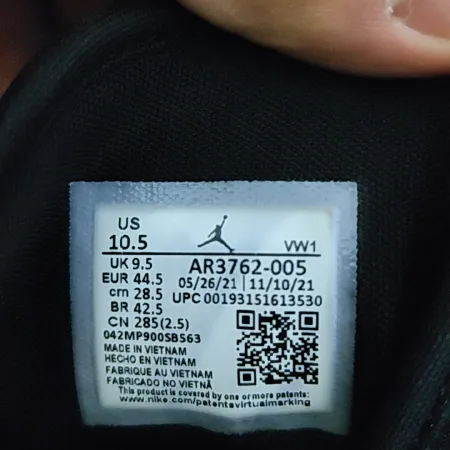 US
10.5
VW1
UK 9.5
AR3762-005
EUR 44.5
05/26/21 | 11/10/21
cm 28.5
UPC 00193151613530
BR 42.5
CN 285(2.5)
042MP900SB563
MADE IN VIETNAM
HECHO EN VIETNAM
FABRIQUE AU VIETNAM
FABRICADO NO VIETNÃ
This product is covered by one or more patents:
www.nike.com/patentsvirtualmarking